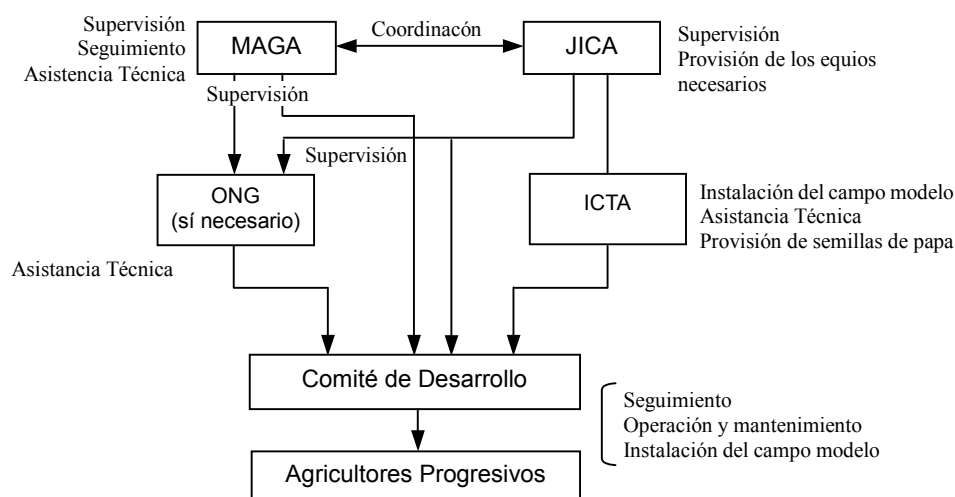 Supervisión
Seguimiento
Asistencia Técnica
MAGA
Coordinacón
JICA
Supervisión
Provisión de los equios
necesarios
Supervisión
Supervisión
ONG
(sí necesario)
ICTA
Instalación del campo modelo
Asistancia Técnica
Provisión de semillas de papa
Asistancia Técnica
Comité de Desarrollo
Seguimiento
Operación y mantenimiento
Instalación del campo modelo
Agricultores Progresivos